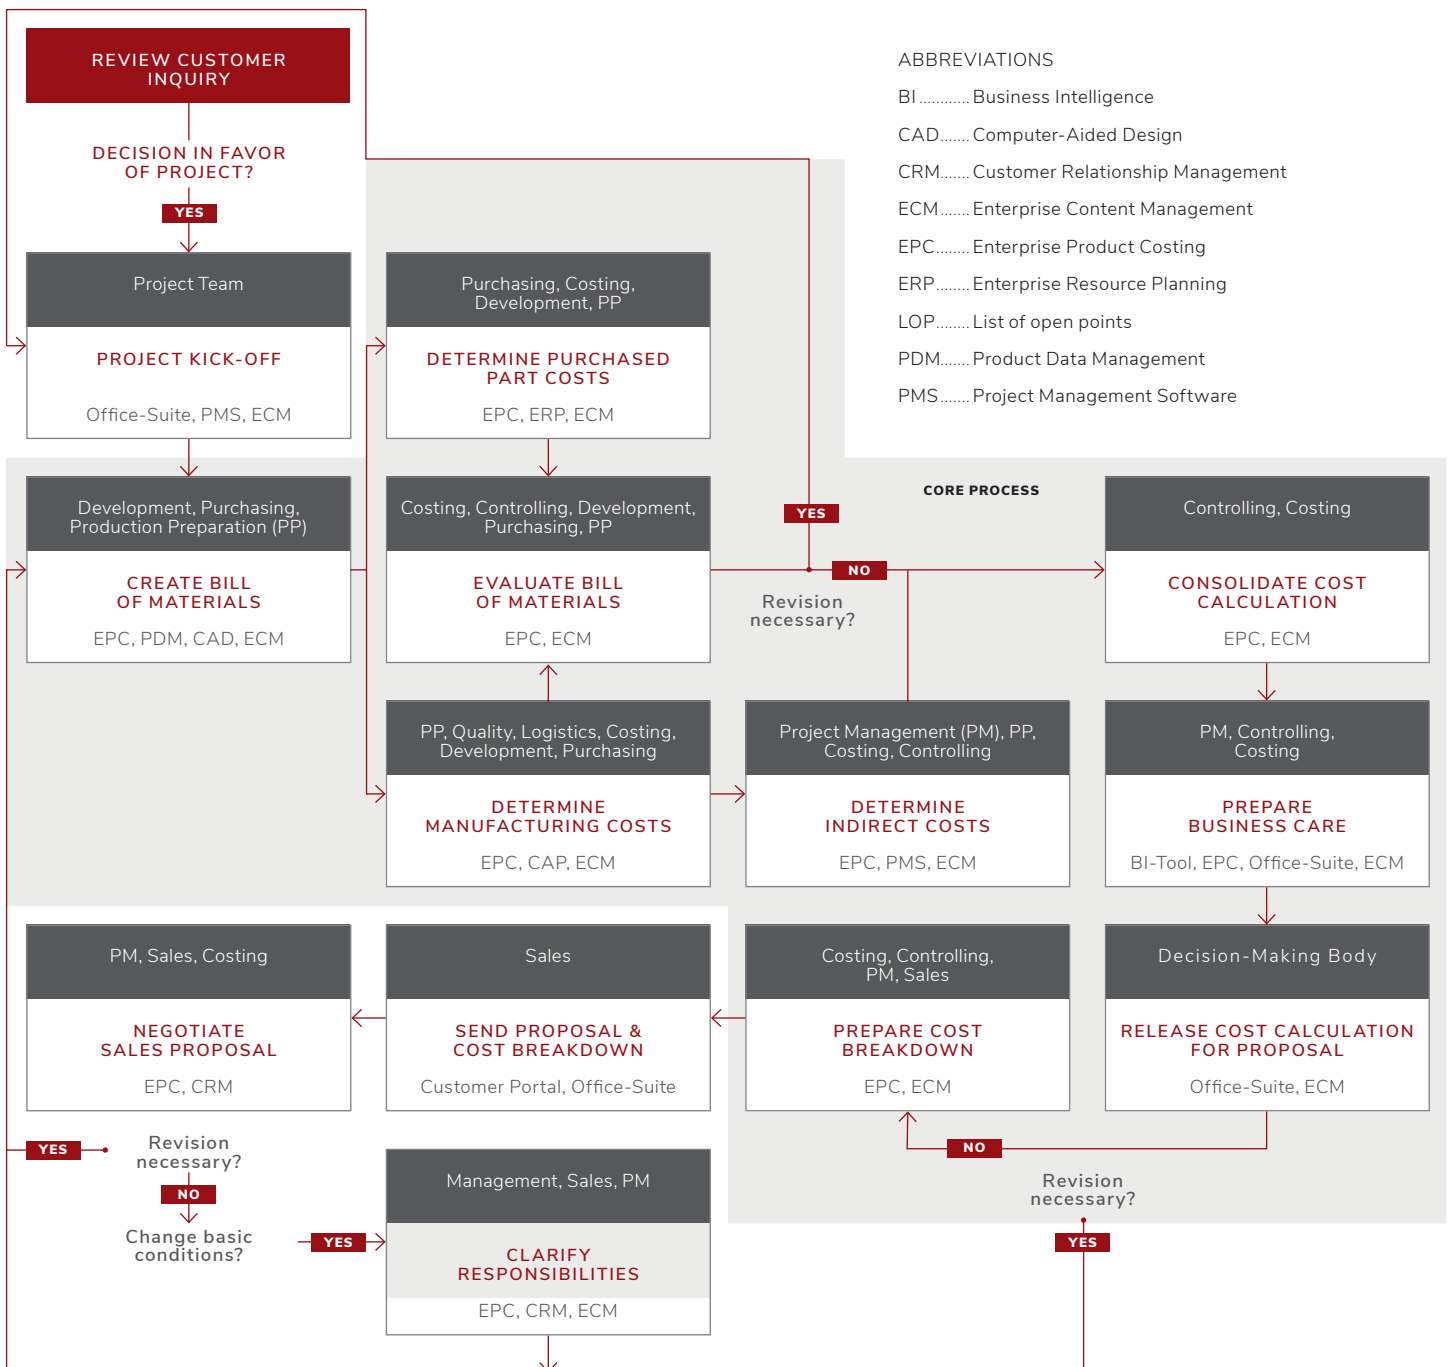 REVIEW CUSTOMER
INQUIRY
DECISION IN FAVOR
OF PROJECT?
YES
ABBREVIATIONS
BI ............ Business Intelligence
CAD....... Computer-Aided Design
CRM....... Customer Relationship Management
ECM....... Enterprise Content Management
EPC........ Enterprise Product Costing
ERP........ Enterprise Resource Planning
LOP........ List of open points
PDM....... Product Data Management
PMS....... Project Management Software
Project Team
PROJECT KICK-OFF
Office-Suite, PMS, ECM
Purchasing, Costing,
Development, PP
DETERMINE PURCHASED
PART COSTS
EPC, ERP, ECM
Development, Purchasing,
Production Preparation (PP)
CREATE BILL
OF MATERIALS
EPC, PDM, CAD, ECM
Costing, Controlling, Development,
Purchasing, PP
EVALUATE BILL
OF MATERIALS
EPC, ECM
YES
NO
Revision
necessary?
CORE PROCESS
Controlling, Costing
CONSOLIDATE COST
CALCULATION
EPC, ECM
PP, Quality, Logistics, Costing,
Development, Purchasing
DETERMINE
MANUFACTURING COSTS
EPC, CAP, ECM
Project Management (PM), PP,
Costing, Controlling
DETERMINE
INDIRECT COSTS
EPC, PMS, ECM
PM, Controlling,
Costing
PREPARE
BUSINESS CARE
BI-Tool, EPC, Office-Suite, ECM
PM, Sales, Costing
NEGOTIATE
SALES PROPOSAL
EPC, CRM
Sales
SEND PROPOSAL &
COST BREAKDOWN
Customer Portal, Office-Suite
Costing, Controlling,
PM, Sales
PREPARE COST
BREAKDOWN
EPC, ECM
Decision-Making Body
RELEASE COST CALCULATION
FOR PROPOSAL
Office-Suite, ECM
YES
Revision
necessary?
NO
Change basic
conditions?
YES
Management, Sales, PM
CLARIFY
RESPONSIBILITIES
EPC, CRM, ECM
NO
Revision
necessary?
YES